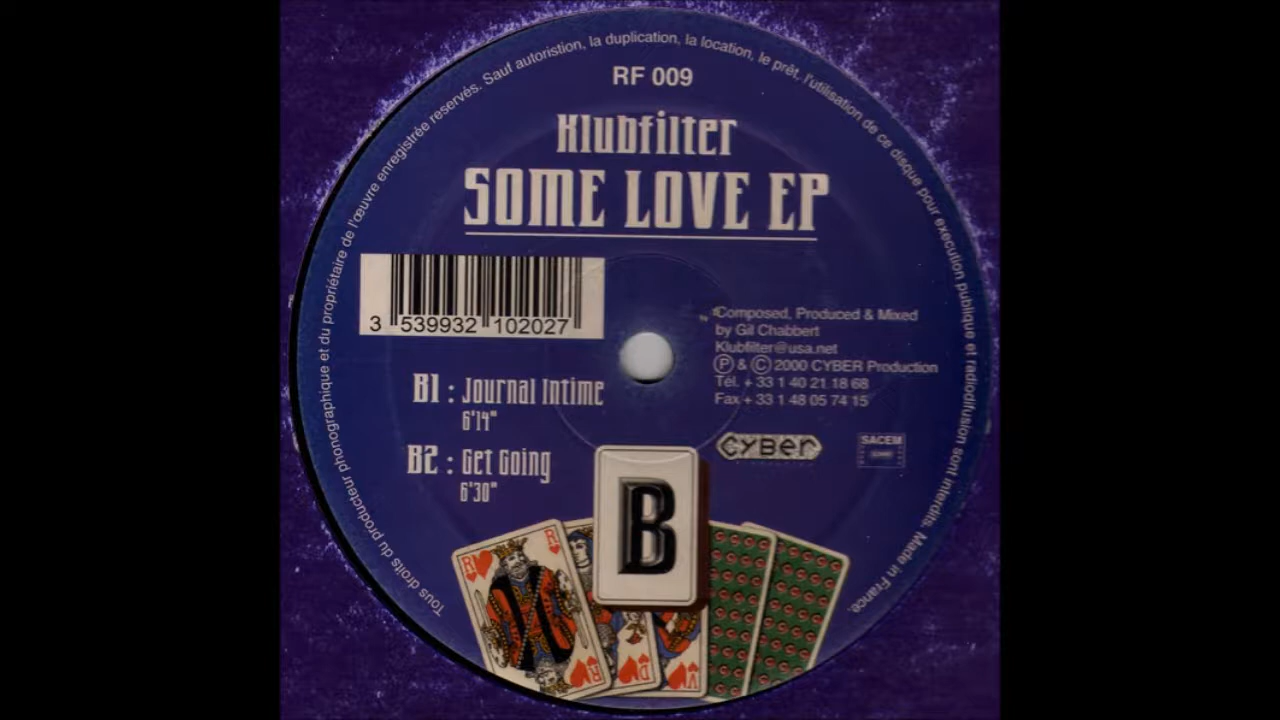 Tous droits du producteur phonographique et du propriétaire de l'œuvre enregistrée reservés. Sauf autoristion, la duplication, la location, le prêt, l'utilisation de ce disque pour execution publique et radiodifusion sont interdits. Made in France.
RF 009
Klubfilter
SOME LOVE EP
3 539932 102027
Composed, Produced & Mixed
by Gil Chabbert
Klubfilter@usa.net
Ⓟ & Ⓒ 2000 CYBER Production
Tél. + 33 1 40 21 18 68
Fax + 33 1 48 05 74 15
B1 : Journal Intime
6'14"
B2 : Get Going
6'30"
CYBER
SACEM
B
R
R
R
D
V